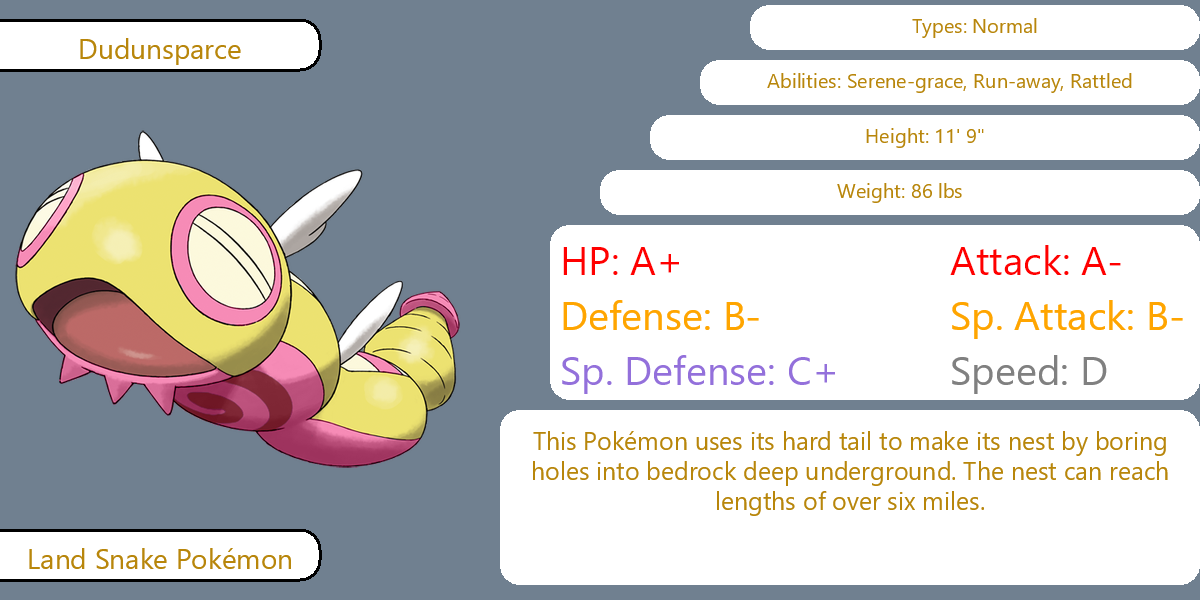 Dudunsparce
Types: Normal
Abilities: Serene-grace, Run-away, Rattled
Height: 11' 9"
Weight: 86 lbs
HP: A+
Attack: A-
Defense: B-
Sp. Attack: B-
Sp. Defense: C+
Speed: D
This Pokémon uses its hard tail to make its nest by boring
holes into bedrock deep underground. The nest can reach
lengths of over six miles.
Land Snake Pokémon